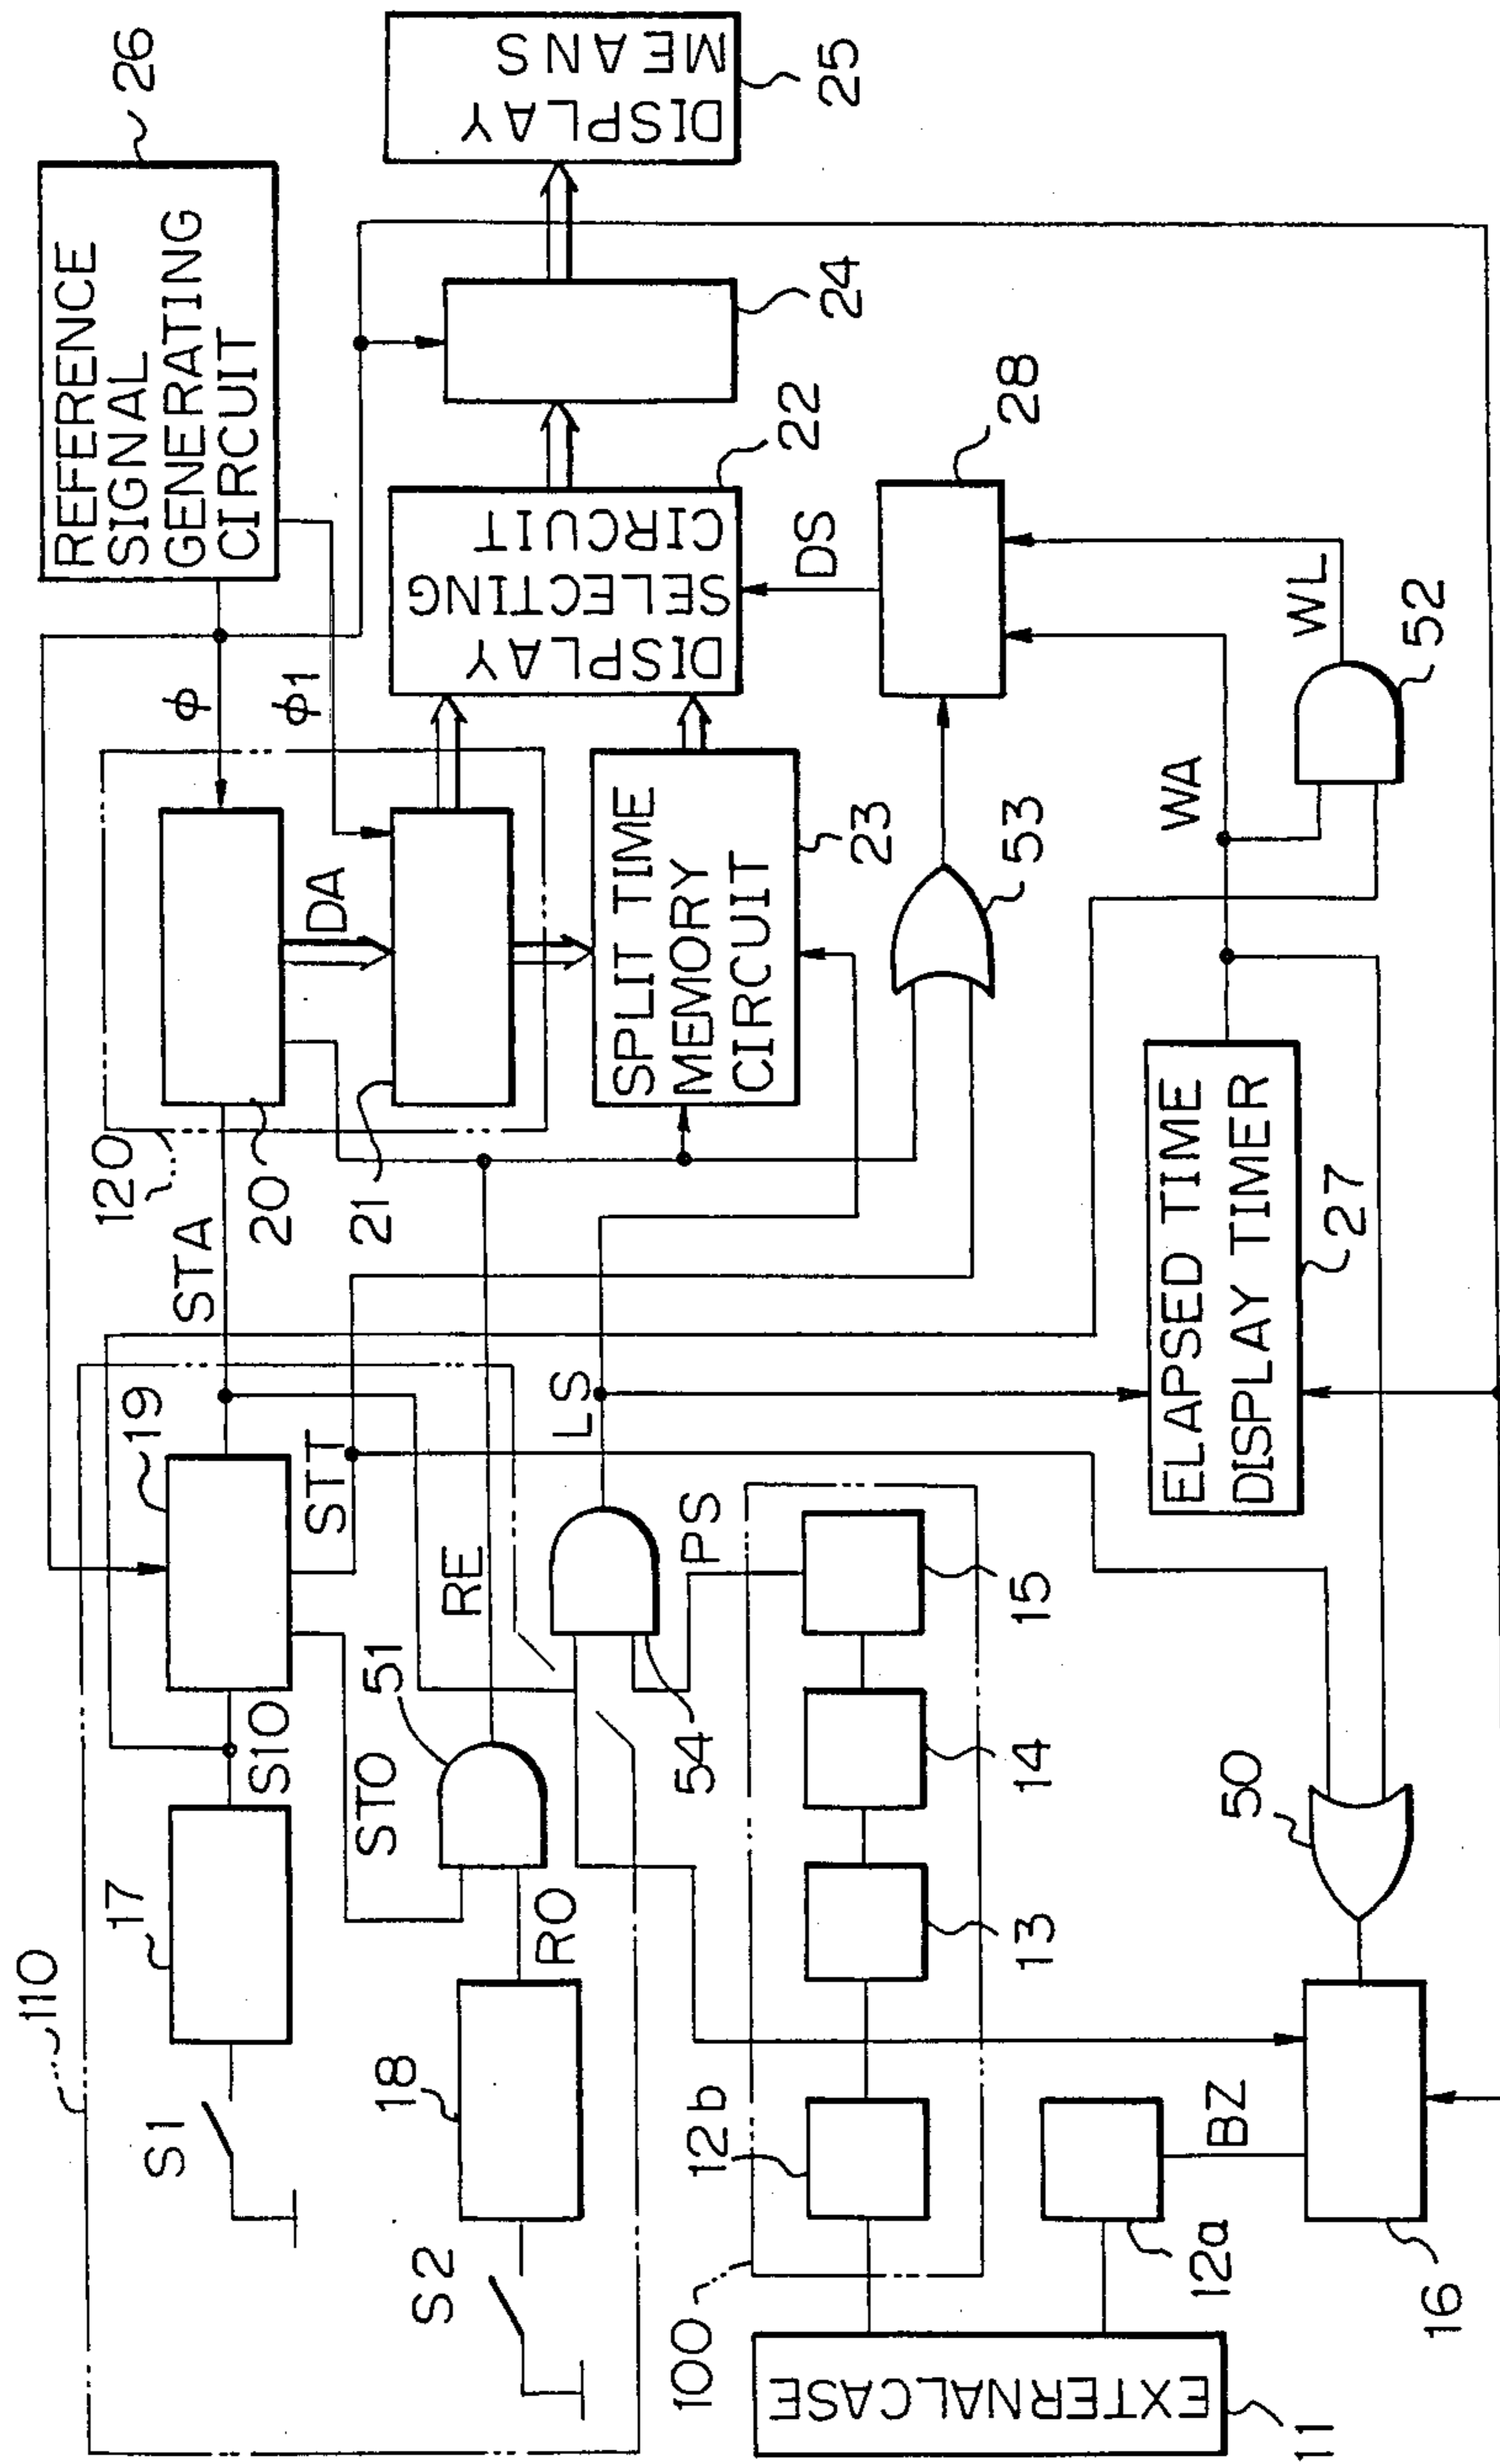 110
S1
17
S10
19
STA
120
20
φ
φ1
REFERENCE
SIGNAL
GENERATING
CIRCUIT
26
S2
18
RO
STO
51
RE
STT
21
DA
DISPLAY
SELECTING
CIRCUIT
22
24
DISPLAY
MEANS
25
54
LS
PS
SPLIT TIME
MEMORY
CIRCUIT
23
53
DS
28
100
12b
13
14
15
EXTERNAL CASE
11
12a
BZ
16
50
ELAPSED TIME
DISPLAY TIMER
27
WA
WL
52